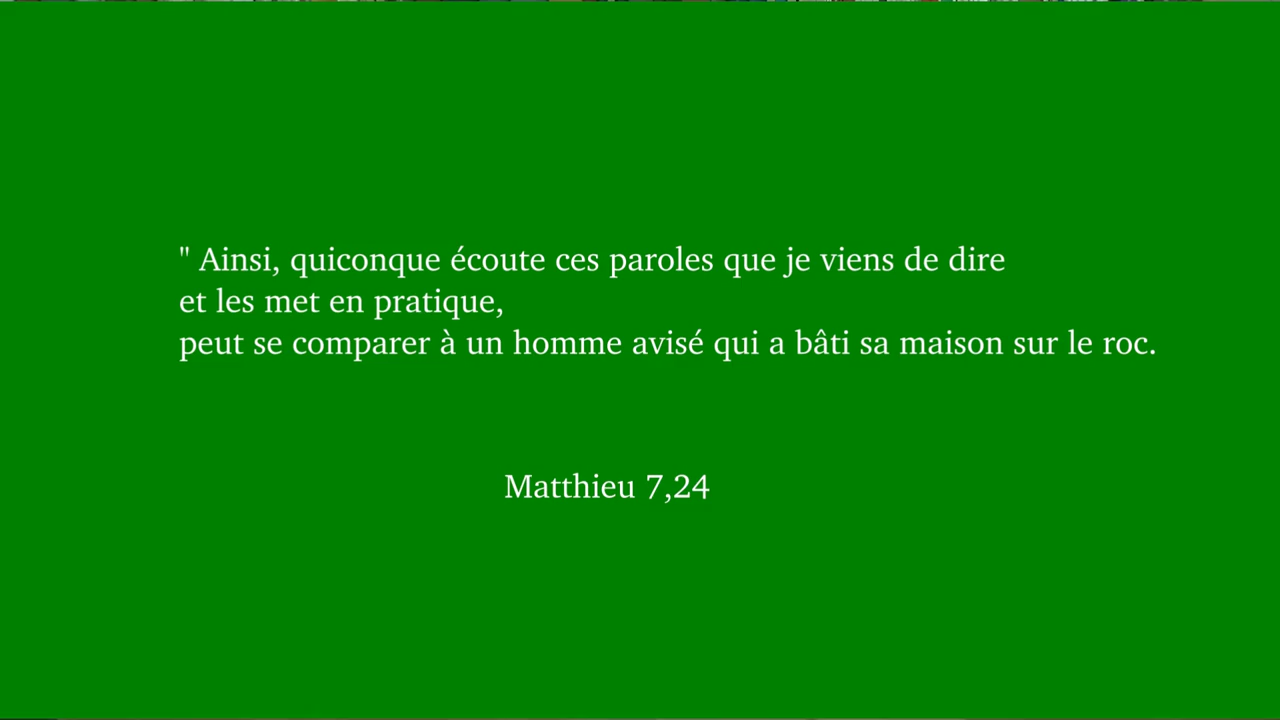 " Ainsi, quiconque écoute ces paroles que je viens de dire
et les met en pratique,
peut se comparer à un homme avisé qui a bâti sa maison sur le roc.
Matthieu 7,24